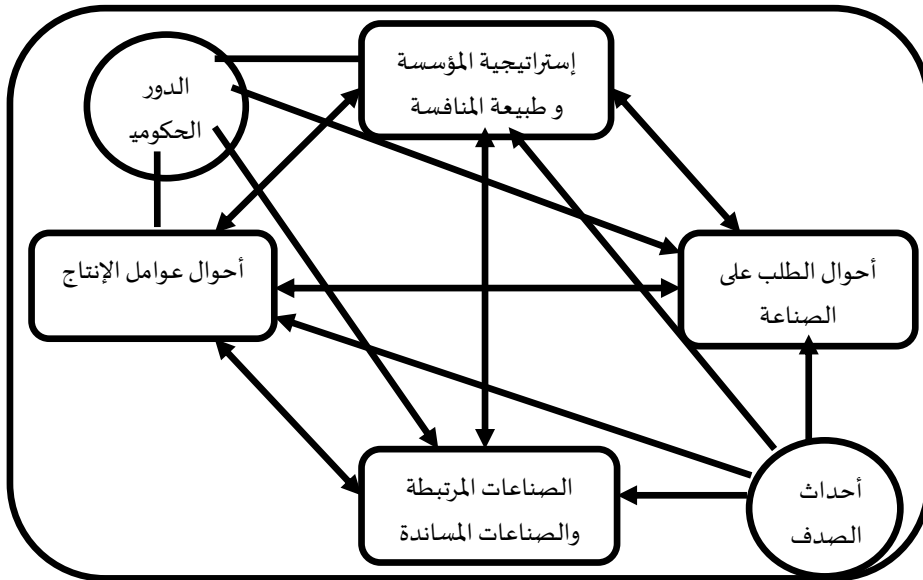 إستراتيجية المؤسسة
و طبيعة المنافسة
الدور
الحكومي
أحوال عوامل الإنتاج
أحوال الطلب على
الصناعة
الصناعات المرتبطة
والصناعات المساندة
أحداث
الصدف